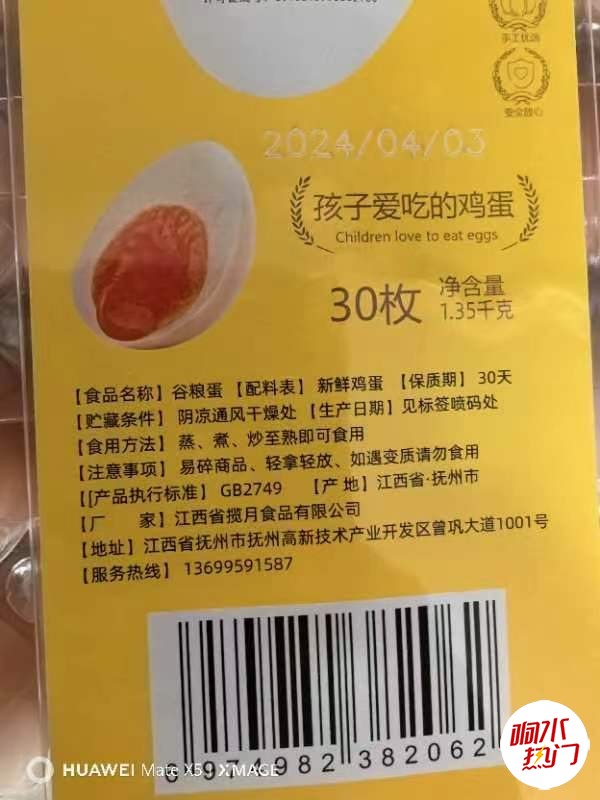 手工优选
安全放心
2024/04/03
孩子爱吃的鸡蛋
Children love to eat eggs
30枚 净含量
1.35千克
【食品名称】谷粮蛋 【配料表】新鲜鸡蛋 【保质期】30天
【贮藏条件】阴凉通风干燥处 【生产日期】见标签喷码处
【食用方法】蒸、煮、炒至熟即可食用
【注意事项】易碎商品、轻拿轻放、如遇变质请勿食用
【[产品执行标准】GB2749 【产 地】江西省·抚州市
【厂 家】江西省揽月食品有限公司
【地址】江西省抚州市抚州高新技术产业开发区曾巩大道1001号
【服务热线】13699591587
982 382062
HUAWEI Mate X5 XMAGE
响水
热门